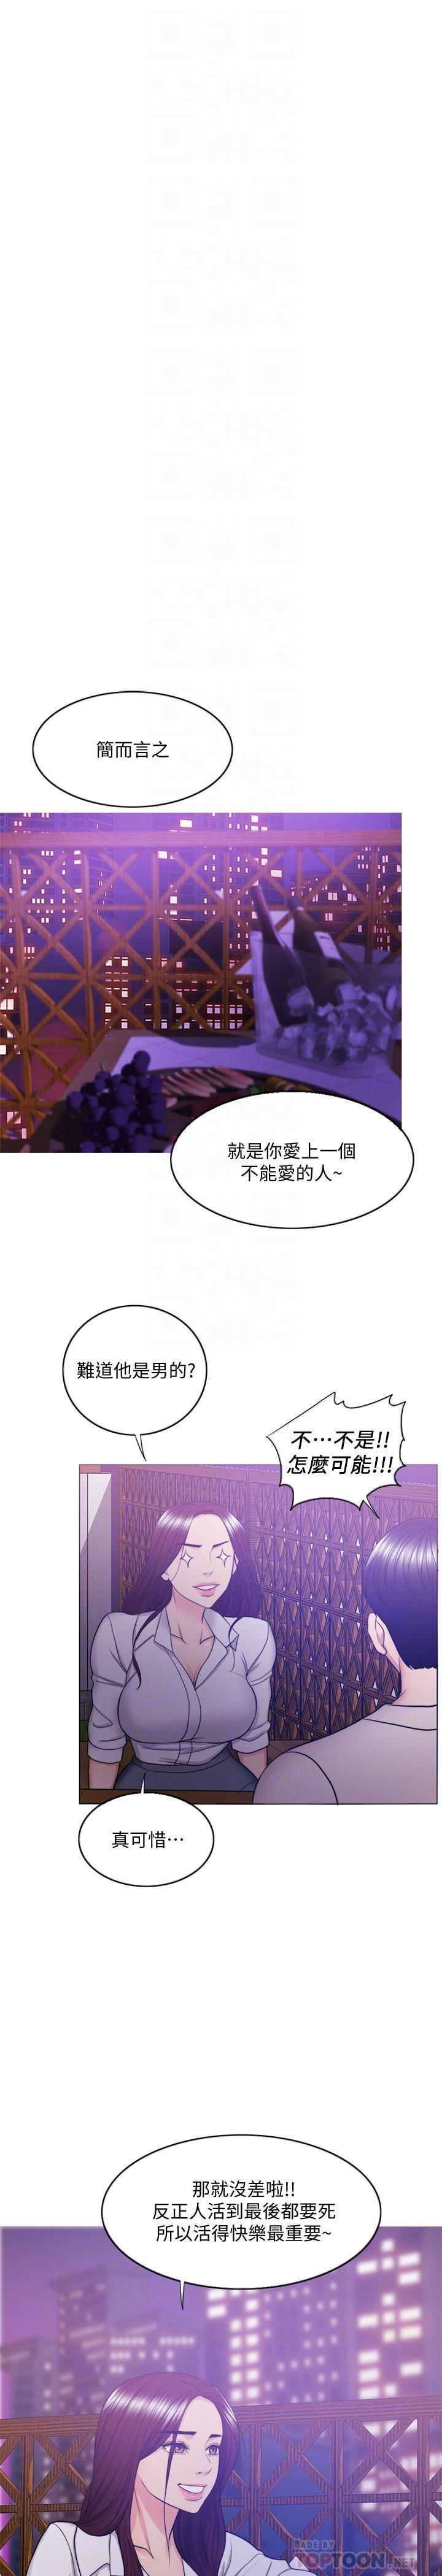 簡而言之
就是你愛上一個
不能愛的人~
難道他是男的?
不…不是!!
怎麼可能!!!
真可惜…
那就沒差啦!!
反正人活到最後都要死
所以活得快樂最重要~
MADE BY
TOPTOON.NET